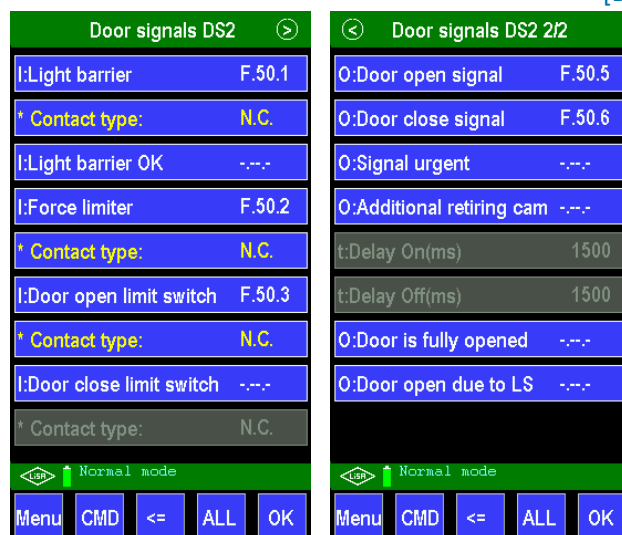 Door signals DS2 >
I:Light barrier F.50.1
* Contact type: N.C.
I:Light barrier OK -.--.-
I:Force limiter F.50.2
* Contact type: N.C.
I:Door open limit switch F.50.3
* Contact type: N.C.
I:Door close limit switch -.--.-
* Contact type: N.C.
LiSA Normal mode
Menu CMD <= ALL OK
< Door signals DS2 2/2
O:Door open signal F.50.5
O:Door close signal F.50.6
O:Signal urgent -.--.-
O:Additional retiring cam -.--.-
t:Delay On(ms) 1500
t:Delay Off(ms) 1500
O:Door is fully opened -.--.-
O:Door open due to LS -.--.-
LiSA Normal mode
Menu CMD <= ALL OK